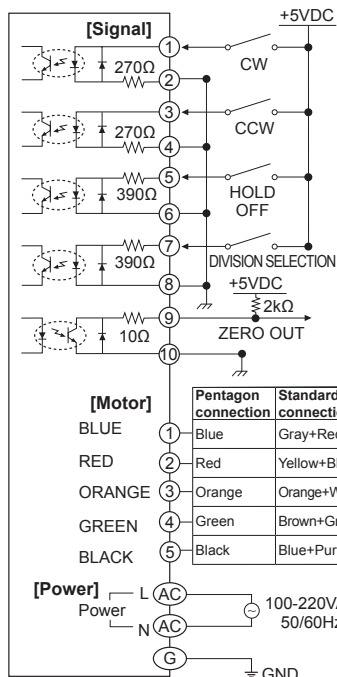 +5VDC
[Signal]
1
CW
270Ω
2
3
CCW
270Ω
4
5
390Ω
HOLD
OFF
6
7
390Ω
DIVISION SELECTION
8
+5VDC
2kΩ
9
10Ω
ZERO OUT
10
[Motor]
Pentagon connection Standard
BLUE 1 Blue
RED 2 Red
ORANGE 3 Orange
GREEN 4 Green
BLACK 5 Black
[Power]
Power
L AC
N AC
50/60Hz
G
GND